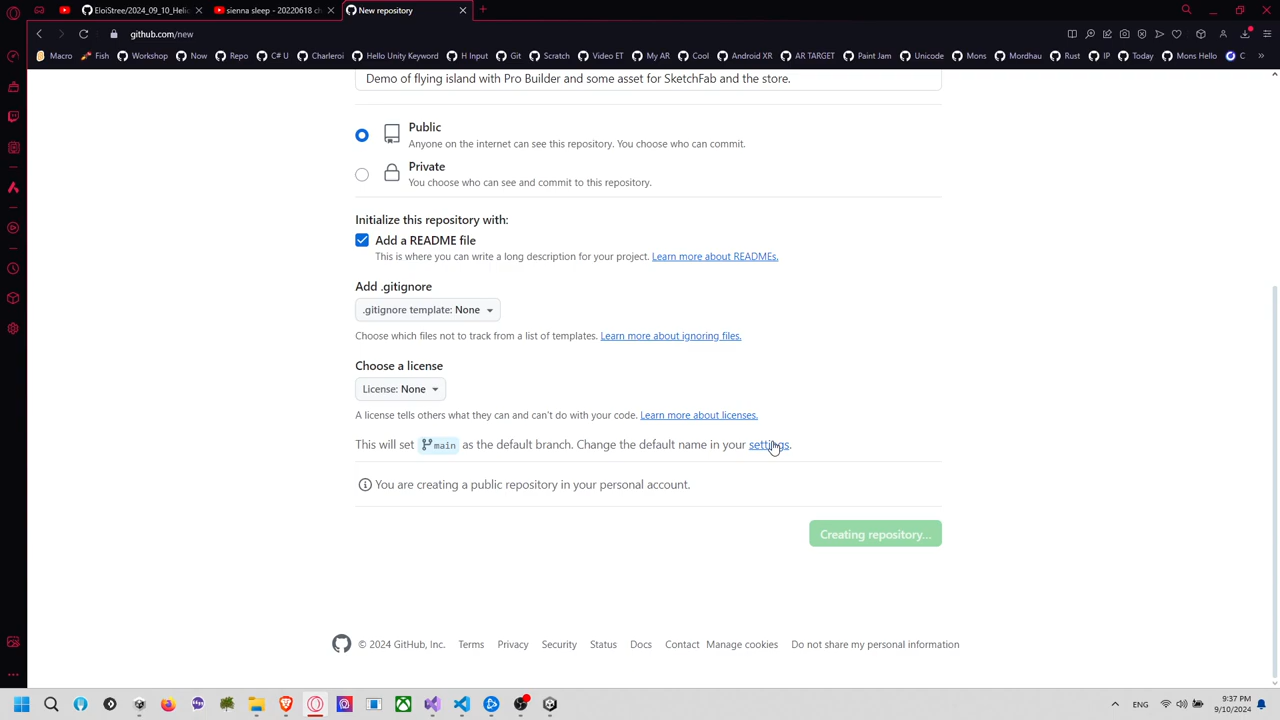 EloiStree/2024_09_10_Helic
sienna sleep - 20220618 ch
New repository
github.com/new
Macro
Fish
Workshop
Now
Repo
C# U
Charleroi
Hello Unity Keyword
H Input
Git
Scratch
Video ET
My AR
Cool
Android XR
AR TARGET
Paint Jam
Unicode
Mons
Mordhau
Rust
IP
Today
Mons Hello
C
Demo of flying island with Pro Builder and some asset for SketchFab and the store.
Public
Anyone on the internet can see this repository. You choose who can commit.
Private
You choose who can see and commit to this repository.
Initialize this repository with:
Add a README file
This is where you can write a long description for your project. Learn more about READMEs.
Add .gitignore
.gitignore template: None
Choose which files not to track from a list of templates. Learn more about ignoring files.
Choose a license
License: None
A license tells others what they can and can't do with your code. Learn more about licenses.
This will set main as the default branch. Change the default name in your settings.
You are creating a public repository in your personal account.
Creating repository...
© 2024 GitHub, Inc. Terms Privacy Security Status Docs Contact Manage cookies Do not share my personal information
ENG
9:37 PM
9/10/2024